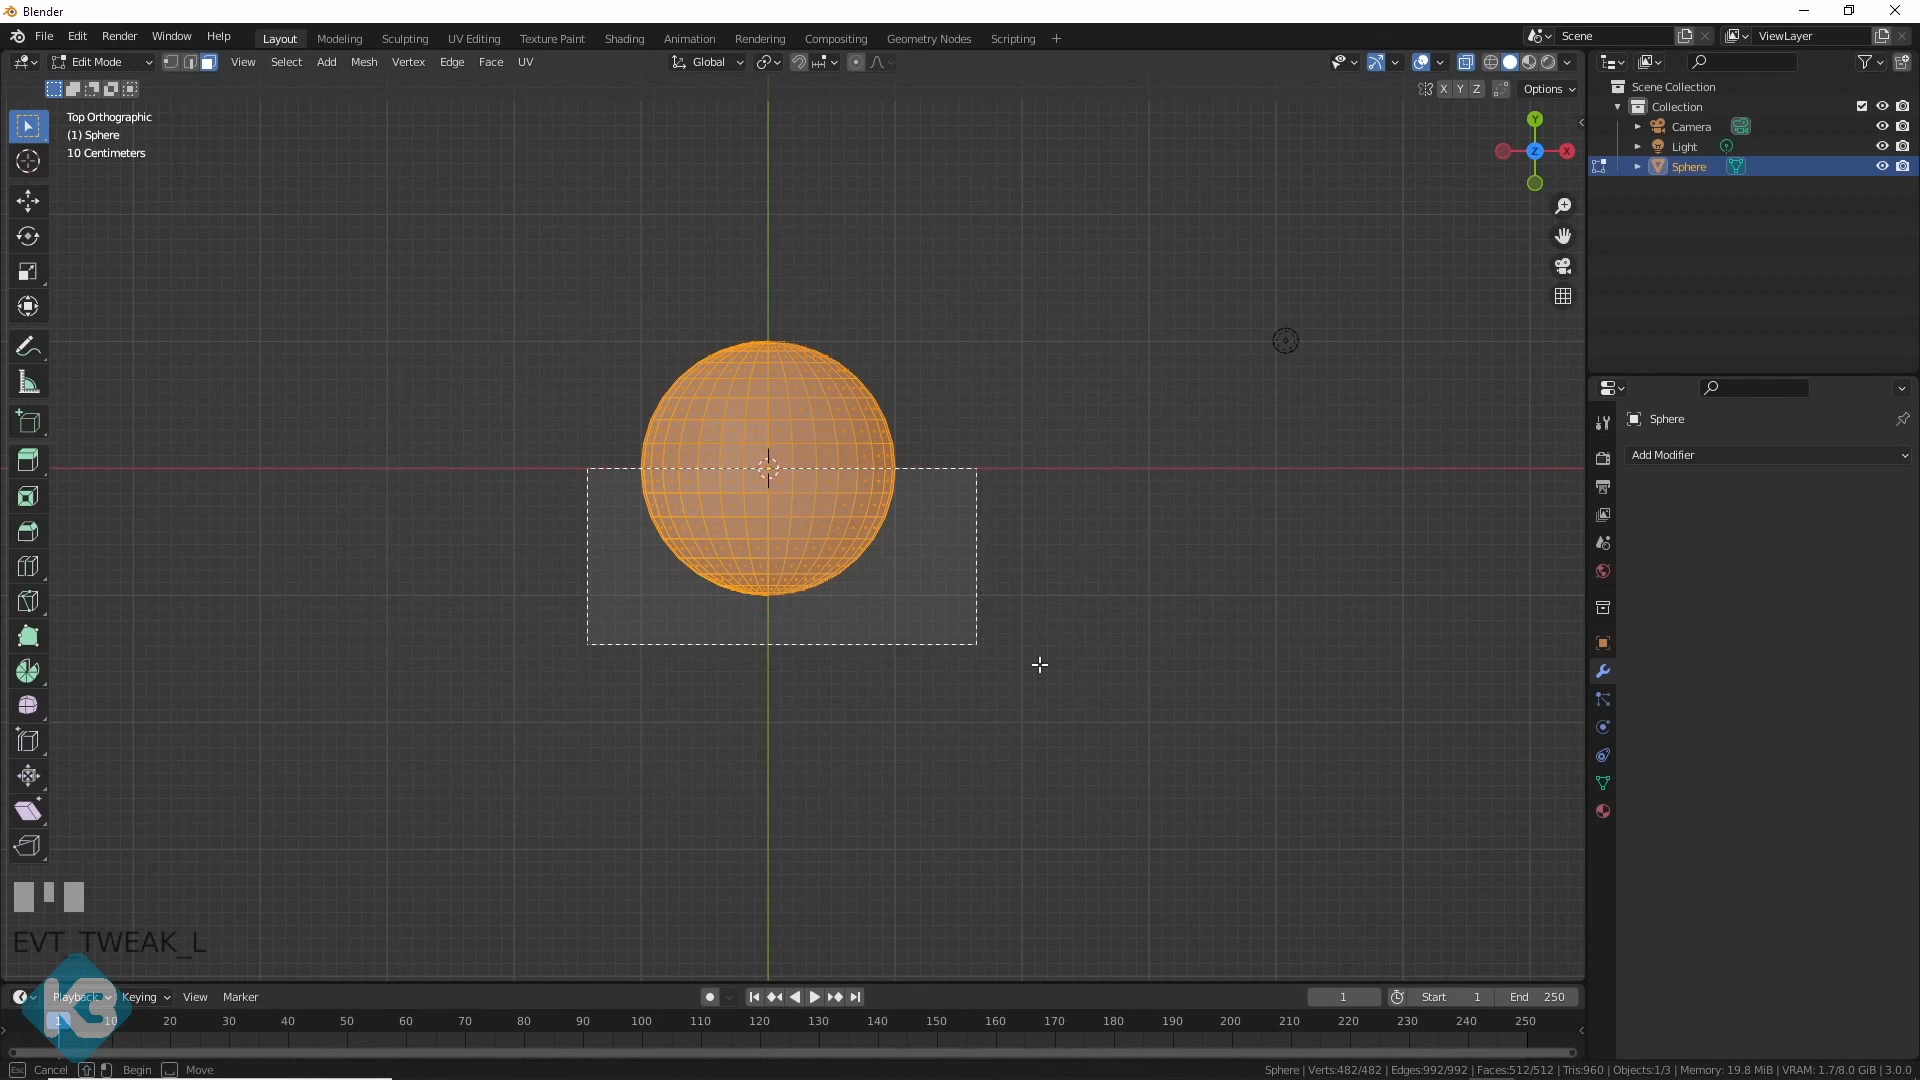 Blender
File Edit Render Window Help
Layout Modeling Sculpting UV Editing Texture Paint Shading Animation Rendering Compositing Geometry Nodes Scripting
Scene
ViewLayer
Edit Mode
View Select Add Mesh Vertex Edge Face UV
Global
X Y Z Options
Top Orthographic
(1) Sphere
10 Centimeters
Y
Z
X
Scene Collection
Collection
Camera
Light
Sphere
Sphere
Add Modifier
EVT_TWEAK_L
K3
Playback Keying View Marker
1
Start 1
End 250
1 10 20 30 40 50 60 70 80 90 100 110 120 130 140 150 160 170 180 190 200 210 220 230 240 250
Esc Cancel Begin Move
Sphere | Verts:482/482 | Edges:992/992 | Faces:512/512 | Tris:960 | Objects:1/3 | Memory: 19.8 MiB | VRAM: 1.7/8.0 GiB | 3.0.0